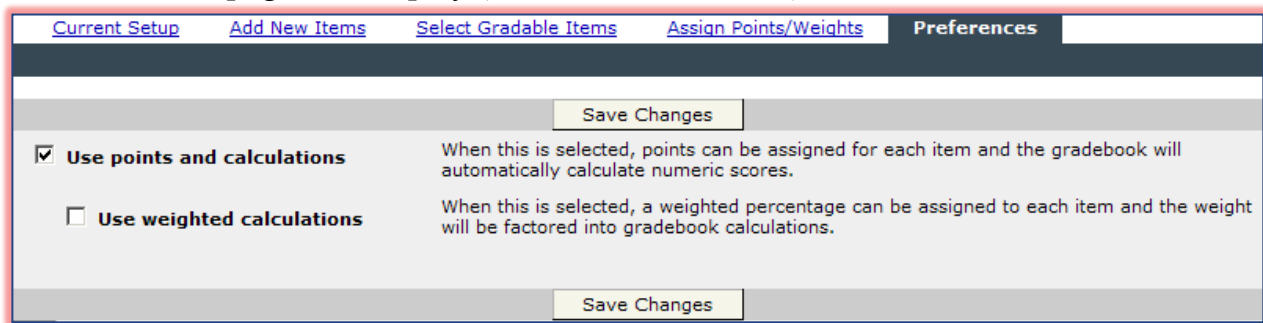 Current Setup Add New Items Select Gradable Items Assign Points/Weights Preferences
Save Changes
Use points and calculations When this is selected, points can be assigned for each item and the gradebook will
automatically calculate numeric scores.
Use weighted calculations When this is selected, a weighted percentage can be assigned to each item and the weight
will be factored into gradebook calculations.
Save Changes